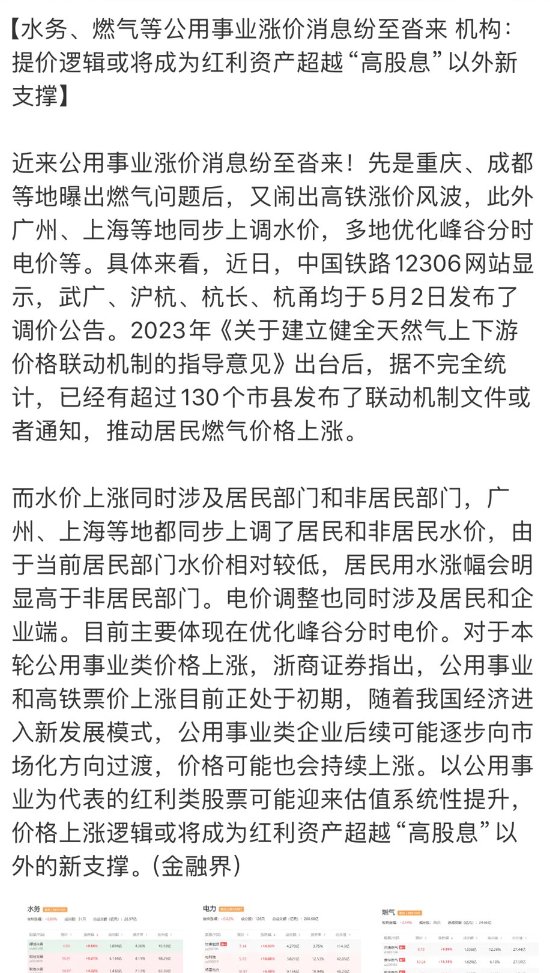 【水务、燃气等公用事业涨价消息纷至沓来 机构：
提价逻辑或将成为红利资产超越“高股息”以外新
支撑】
近来公用事业涨价消息纷至沓来！先是重庆、成都
等地曝出燃气问题后，又闹出高铁涨价风波，此外
广州、上海等地同步上调水价，多地优化峰谷分时
电价等。具体来看，近日，中国铁路12306网站显
示，武广、沪杭、杭长、杭甬均于5月2日发布了
调价公告。2023年《关于建立健全天然气上下游
价格联动机制的指导意见》出台后，据不完全统
计，已经有超过130个市县发布了联动机制文件或
者通知，推动居民燃气价格上涨。
而水价上涨同时涉及居民部门和非居民部门，广
州、上海等地都同步上调了居民和非居民水价，由
于当前居民部门水价相对较低，居民用水涨幅会明
显高于非居民部门。电价调整也同时涉及居民和企
业端。目前主要体现在优化峰谷分时电价。对于本
轮公用事业类价格上涨，浙商证券指出，公用事业
和高铁票价上涨目前正处于初期，随着我国经济进
入新发展模式，公用事业类企业后续可能逐步向市
场化方向过渡，价格可能也会持续上涨。以公用事
业为代表的红利类股票可能迎来估值系统性提升，
价格上涨逻辑或将成为红利资产超越“高股息”以
外的新支撑。（金融界）
水务
电力
燃气